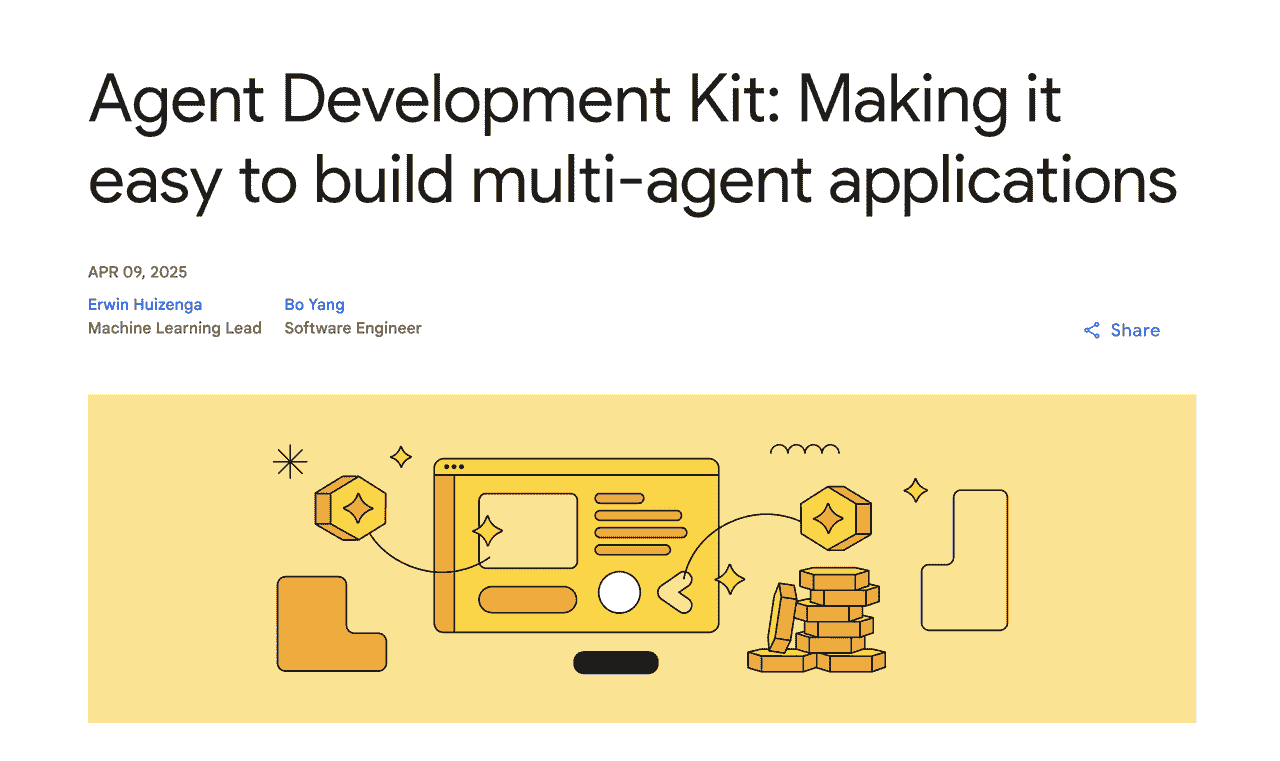 Agent Development Kit: Making it
easy to build multi-agent applications
APR 09, 2025
Erwin Huizenga
Machine Learning Lead
Bo Yang
Software Engineer
Share